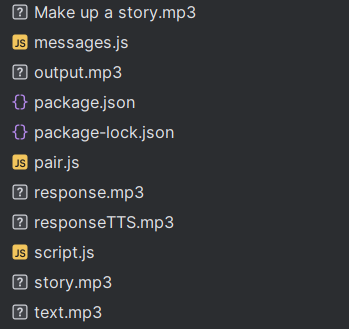 Make up a story.mp3
JS messages.js
output.mp3
{} package.json
{} package-lock.json
JS pair.js
response.mp3
responseTTS.mp3
JS script.js
story.mp3
text.mp3